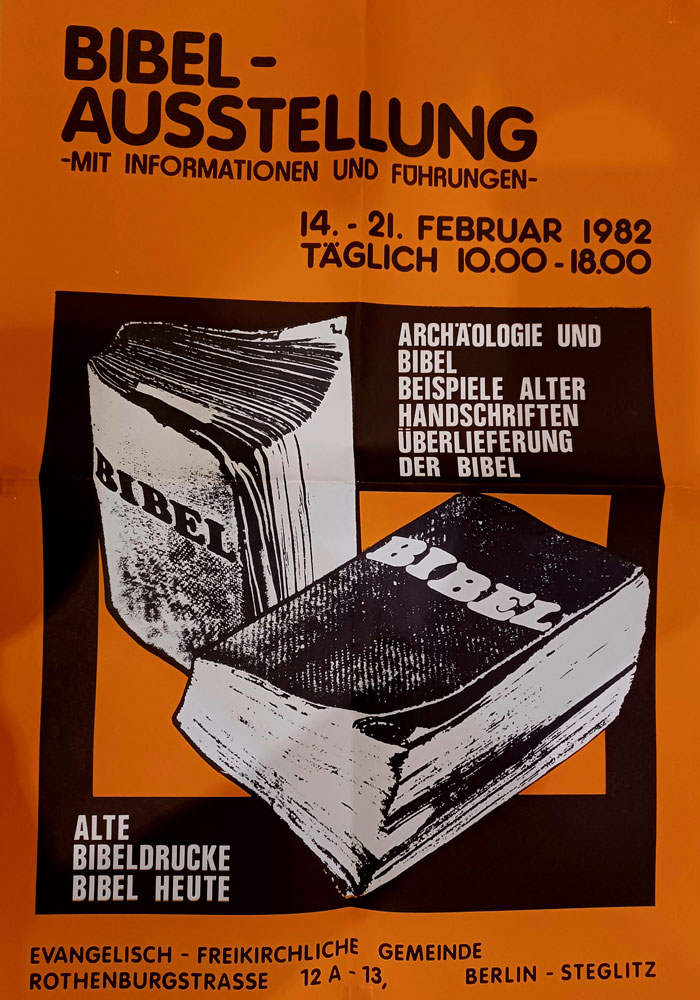 BIBEL-
AUSSTELLUNG
-MIT INFORMATIONEN UND FÜHRUNGEN-
14. - 21. FEBRUAR 1982
TÄGLICH 10.00 - 18.00
ARCHÄOLOGIE UND
BIBEL
BEISPIELE ALTER
HANDSCHRIFTEN
ÜBERLIEFERUNG
DER BIBEL
BIBEL
BIBEL
ALTE
BIBELDRUCKE
BIBEL HEUTE
EVANGELISCH - FREIKIRCHLICHE GEMEINDE
ROTHENBURGSTRASSE 12 A - 13, BERLIN - STEGLITZ